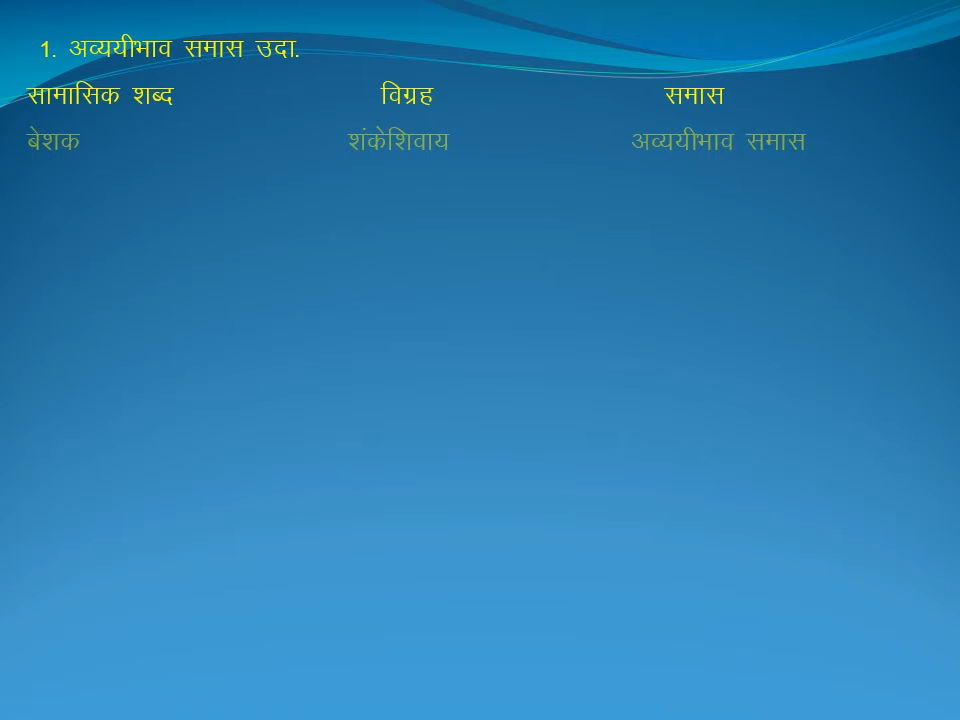 1. अव्ययीभाव समास उदा.
सामासिक शब्द विग्रह समास
बेशक शंकेशिवाय अव्ययीभाव समास